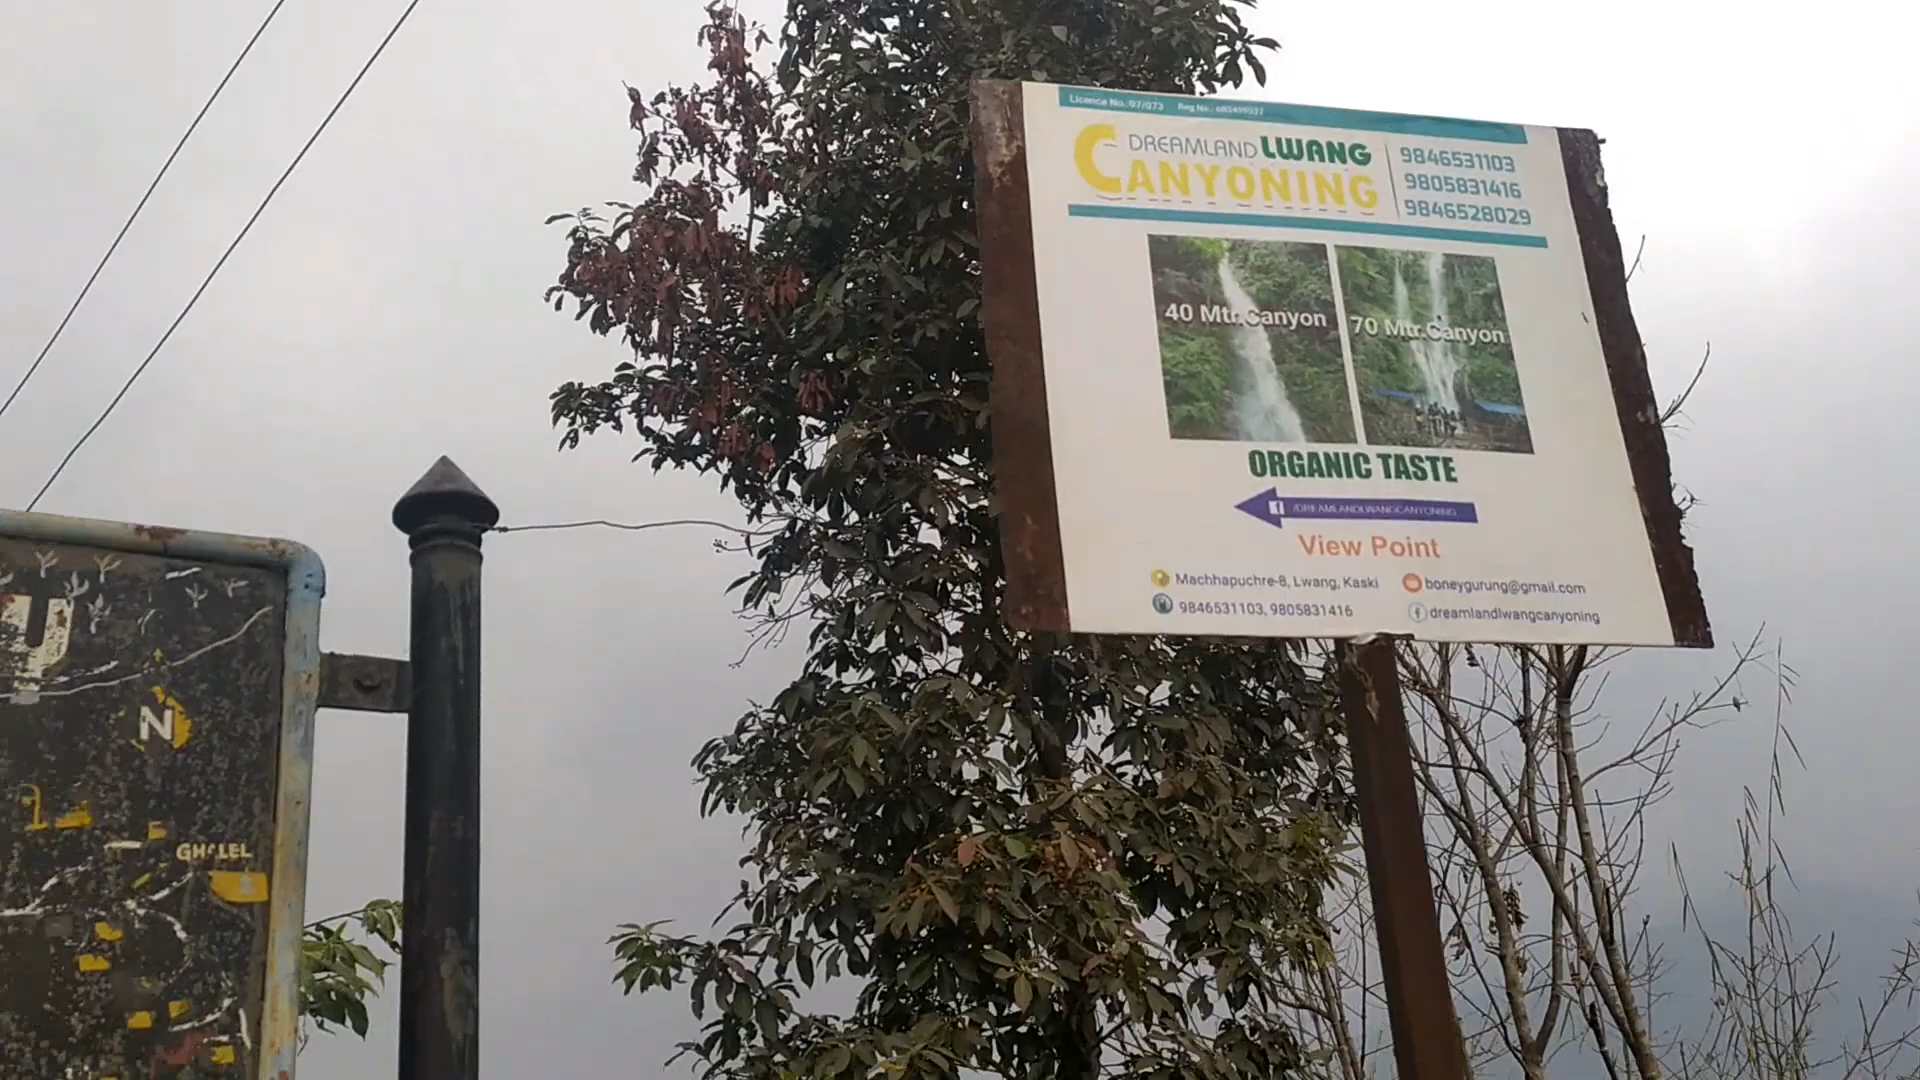 Licence No.: 07/073 Reg No.:
DREAMLAND LWANG
CANYONING
9846531103
9805831416
9846528029
40 Mtr.Canyon
70 Mtr.Canyon
ORGANIC TASTE
/DREAMLANDLWANGCANYONING
View Point
Machhapuchre-8, Lwang, Kaski
boneygurung@gmail.com
9846531103, 9805831416
dreamlandlwangcanyoning
U
N
GHALEL